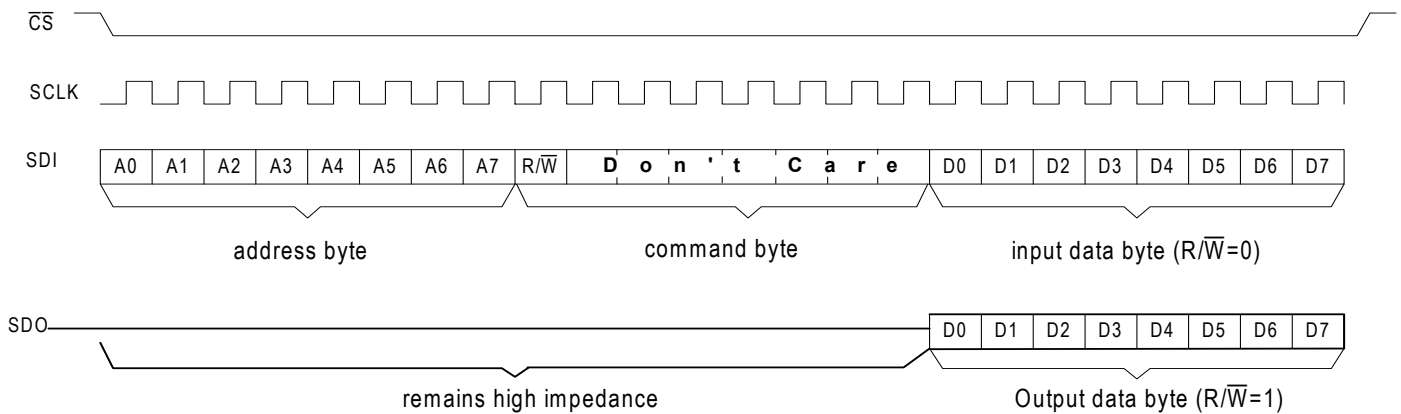 C̅S̅
SCLK
SDI A0 A1 A2 A3 A4 A5 A6 A7 R/W̅ Don't Care D0 D1 D2 D3 D4 D5 D6 D7
address byte command byte input data byte (R/W̅=0)
SDO D0 D1 D2 D3 D4 D5 D6 D7
remains high impedance Output data byte (R/W̅=1)